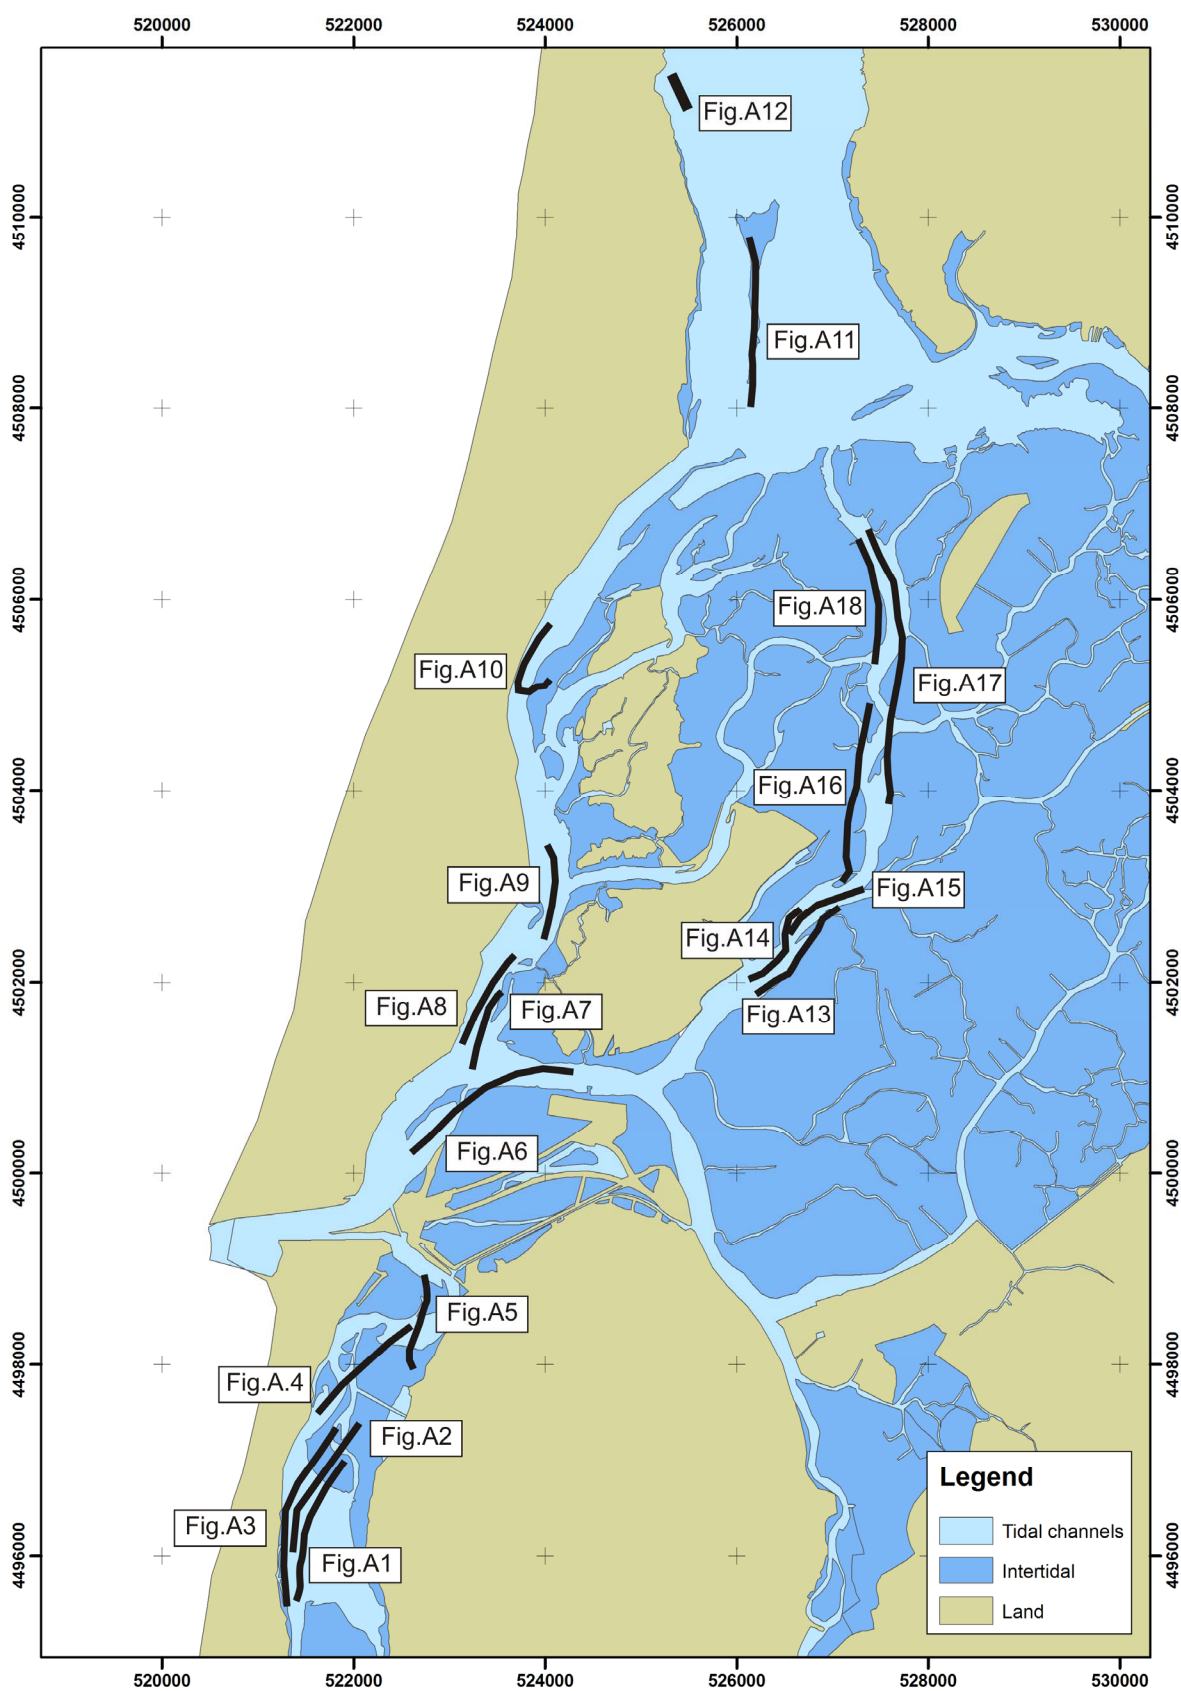 520000 522000 524000 526000 528000 530000
Fig.A12
4510000 4510000
Fig.A11
4508000 4508000
4506000 4506000
Fig.A18
Fig.A10
Fig.A17
4504000 4504000
Fig.A16
Fig.A9
Fig.A15
Fig.A14
4502000 4502000
Fig.A8
Fig.A7
Fig.A13
Fig.A6
4500000 4500000
Fig.A5
4498000 4498000
Fig.A.4
Fig.A2
Legend
Fig.A3
Tidal channels
4496000 4496000
Fig.A1
Intertidal
Land
520000 522000 524000 526000 528000 530000